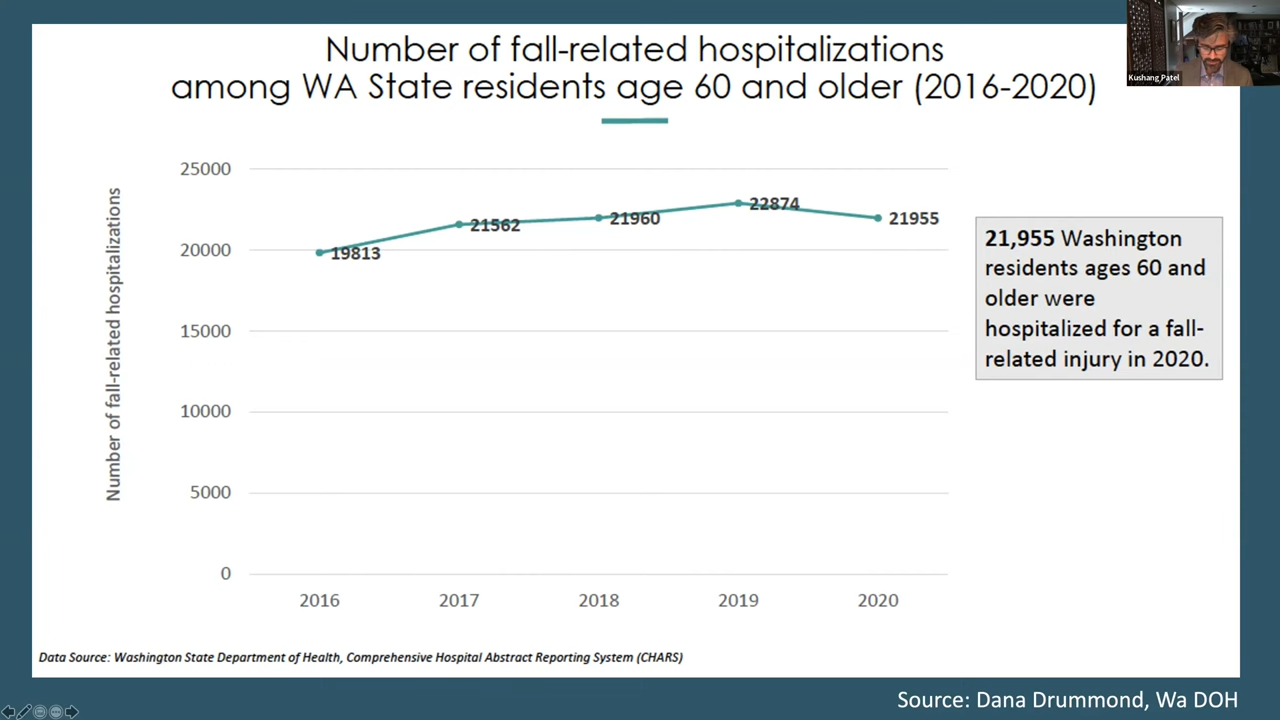 Number of fall-related hospitalizations
among WA State residents age 60 and older (2016-2020)
Kushang Patel
Number of fall-related hospitalizations
25000
20000
15000
10000
5000
0
19813
21562
21960
22874
21955
2016
2017
2018
2019
2020
21,955 Washington
residents ages 60 and
older were
hospitalized for a fall-
related injury in 2020.
Data Source: Washington State Department of Health, Comprehensive Hospital Abstract Reporting System (CHARS)
Source: Dana Drummond, Wa DOH